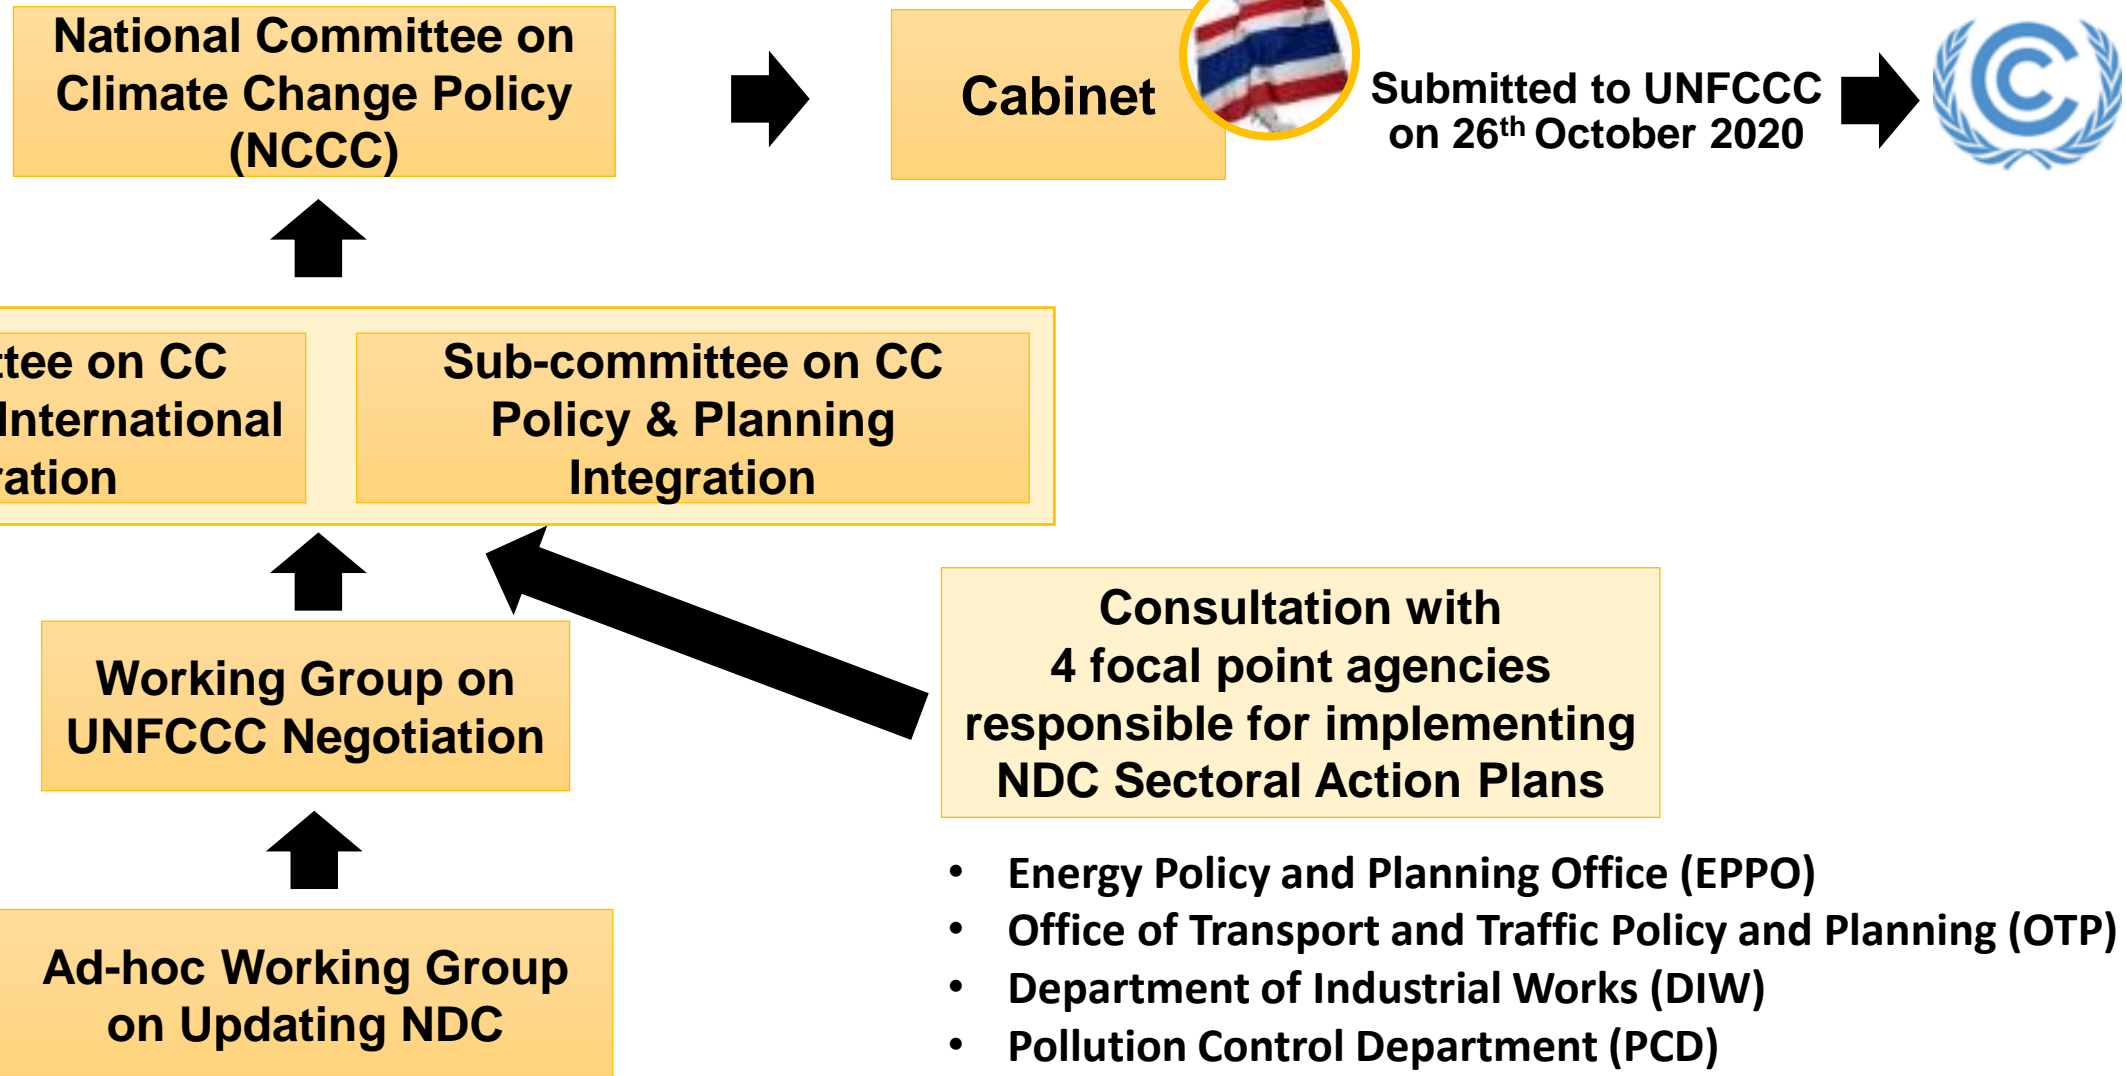 National Committee on
Climate Change Policy
(NCCC)
Cabinet
Submitted to UNFCCC
on 26th October 2020
CC
ttee on CC
International
ration
Sub-committee on CC
Policy & Planning
Integration
Working Group on
UNFCCC Negotiation
Consultation with
4 focal point agencies
responsible for implementing
NDC Sectoral Action Plans
Ad-hoc Working Group
on Updating NDC
• Energy Policy and Planning Office (EPPO)
• Office of Transport and Traffic Policy and Planning (OTP)
• Department of Industrial Works (DIW)
• Pollution Control Department (PCD)